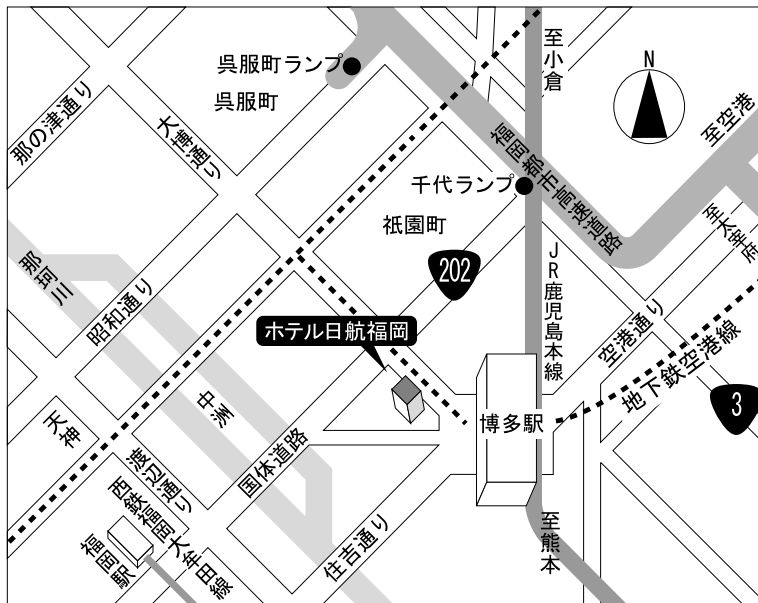 至小倉
N
呉服町ランプ
呉服町
那の津通り
大博通り
福岡都市高速道路
至空港
千代ランプ
祇園町
至太宰府
202
那珂川
JR鹿児島本線
昭和通り
空港通り
ホテル日航福岡
地下鉄空港線
中洲
3
天神
博多駅
国体道路
渡辺通り
西鉄福岡
福岡駅
大牟田線
住吉通り
至熊本